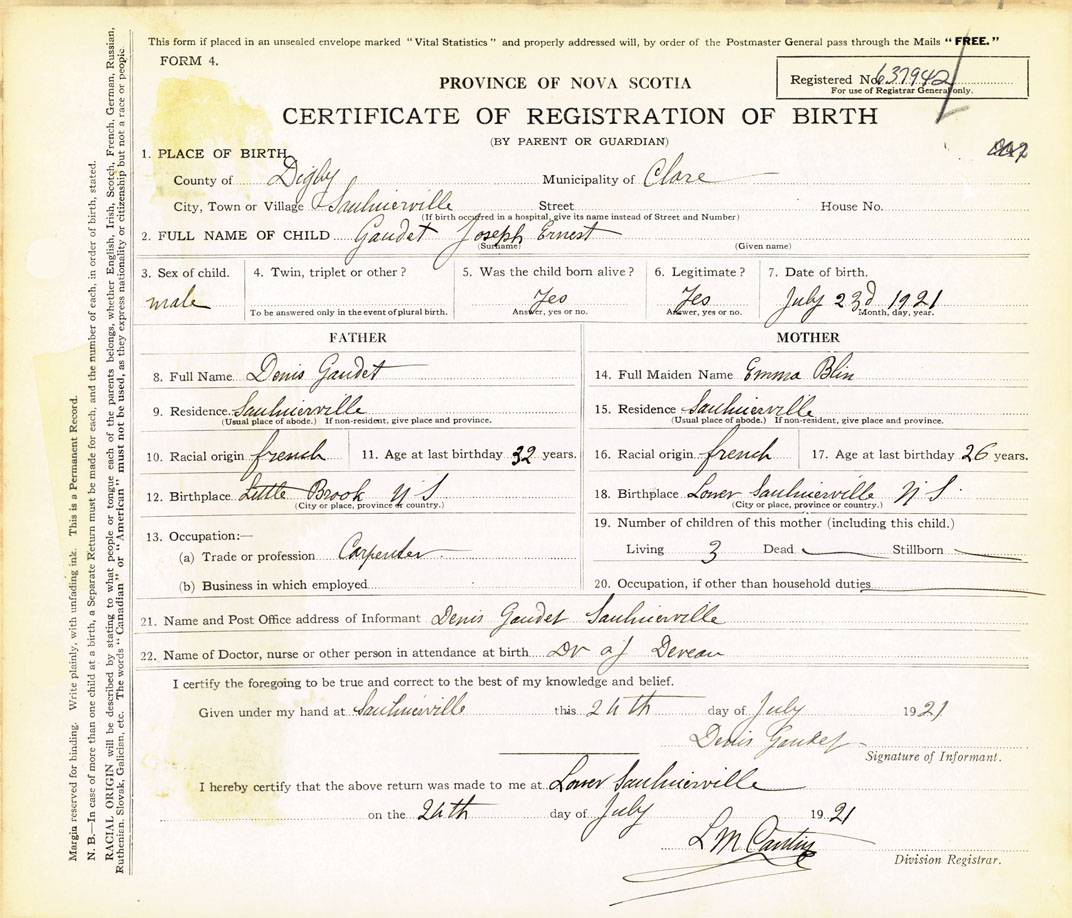 This form if placed in an unsealed envelope marked "Vital Statistics" and properly addressed will, by order of the Postmaster General pass through the Mails "FREE."
FORM 4.
Registered No. 637942
For use of Registrar General only.
PROVINCE OF NOVA SCOTIA
CERTIFICATE OF REGISTRATION OF BIRTH
(BY PARENT OR GUARDIAN)
1. PLACE OF BIRTH
County of Digby Municipality of Clare
City, Town or Village Saulnierville Street House No.
(If birth occurred in a hospital, give its name instead of Street and Number)
2. FULL NAME OF CHILD Gaudet Joseph Ernest
(Surname) (Given name)
3. Sex of child. 4. Twin, triplet or other? 5. Was the child born alive? 6. Legitimate? 7. Date of birth.
male Yes Yes July 23d 1921
To be answered only in the event of plural birth. Answer, yes or no. Answer, yes or no. Month, day, year.
FATHER MOTHER
8. Full Name Denis Gaudet 14. Full Maiden Name Emma Blin
9. Residence. Saulnierville 15. Residence Saulnierville
(Usual place of abode.) If non-resident, give place and province. (Usual place of abode.) If non-resident, give place and province.
10. Racial origin french 11. Age at last birthday 32 years. 16. Racial origin french 17. Age at last birthday 26 years.
12. Birthplace Little Brook N S 18. Birthplace Lower Saulnierville N S.
(City or place, province or country.) (City or place, province or country.)
13. Occupation:— 19. Number of children of this mother (including this child.)
(a) Trade or profession Carpenter Living 3 Dead Stillborn
(b) Business in which employed 20. Occupation, if other than household duties
21. Name and Post Office address of Informant Denis Gaudet Saulnierville
22. Name of Doctor, nurse or other person in attendance at birth Dr a J Deveau
I certify the foregoing to be true and correct to the best of my knowledge and belief.
Given under my hand at Saulnierville this 24th day of July 1921
Denis Gaudet
Signature of Informant.
I hereby certify that the above return was made to me at Lower Saulnierville
on the 24th day of July 1921
L M
Division Registrar.
Margin reserved for binding. Write plainly, with unfading ink. This is a Permanent Record.
N. B.—In case of more than one child at a birth, a Separate Return must be made for each, and the number of each, in order of birth, stated.
RACIAL ORIGIN will be described by stating to what people or tongue each of the parents belongs, whether English, Irish, Scotch, French, German, Russian,
Ruthenian, Slovak, Galician, etc. The words "Canadian" or "American" must not be used, as they express nationality or citizenship but not a race or people.